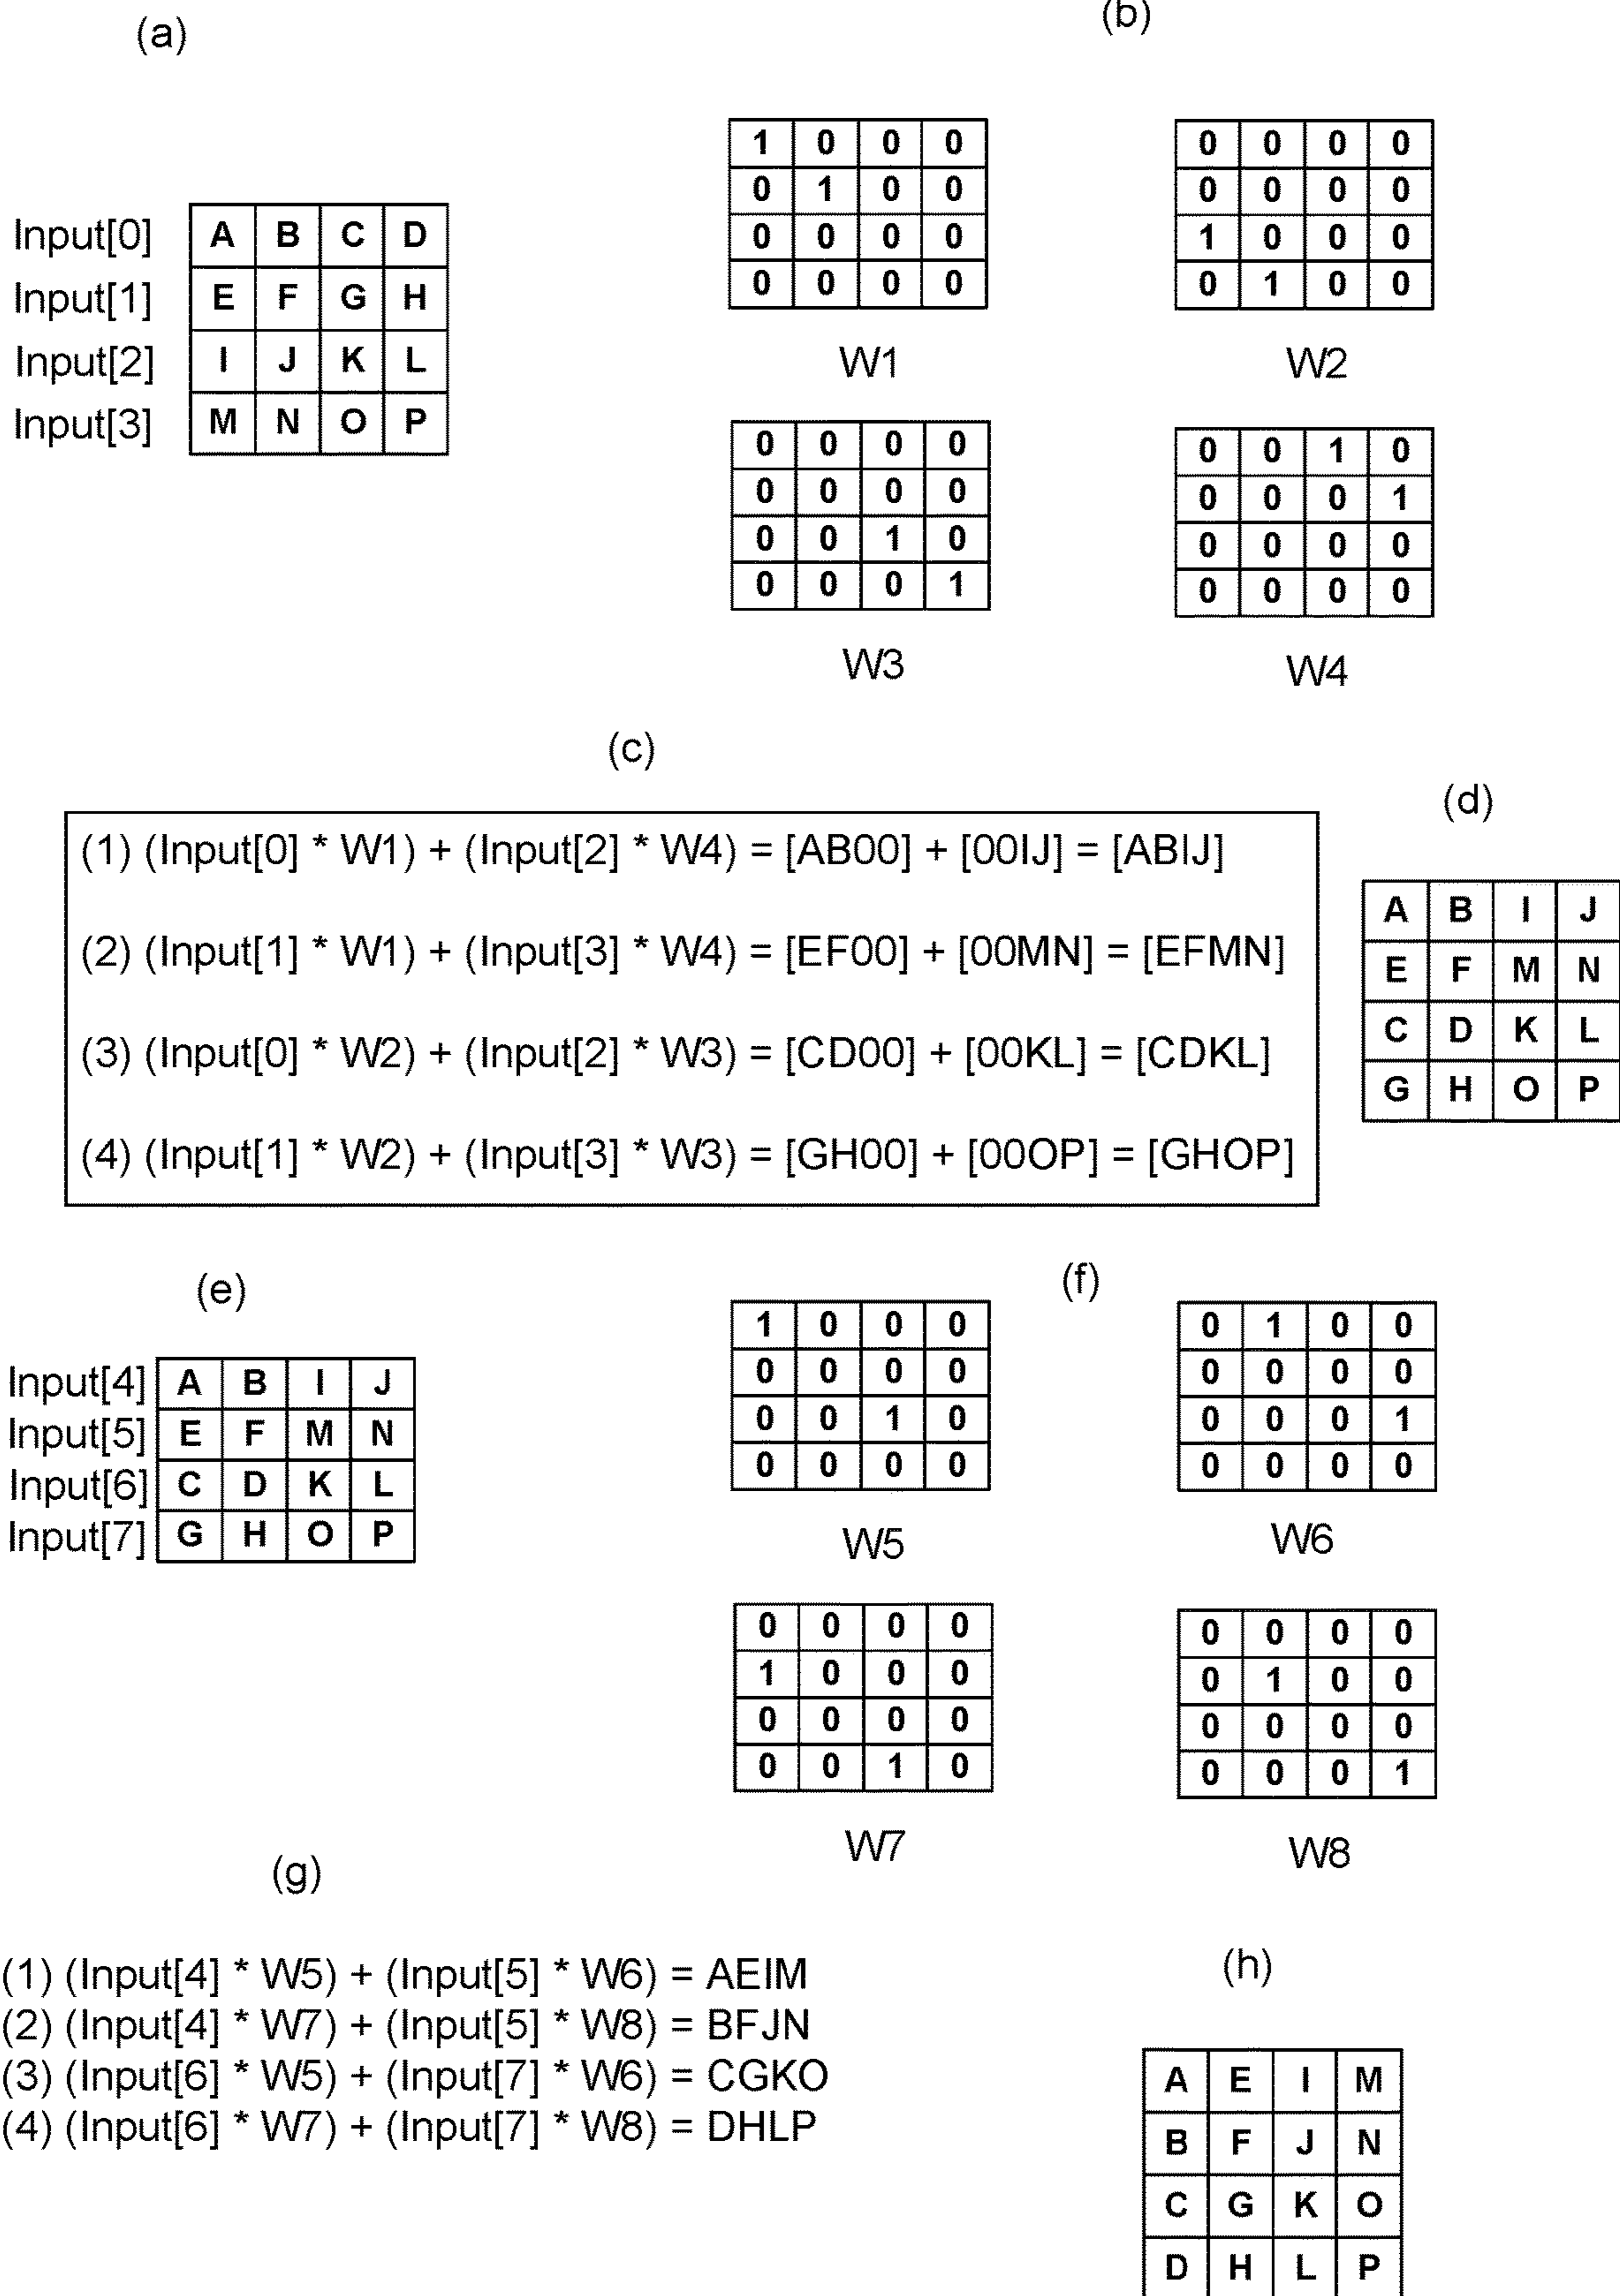 (a)
(b)
Input[0] A B C D
Input[1] E F G H
Input[2] I J K L
Input[3] M N O P
1 0 0 0
0 1 0 0
0 0 0 0
0 0 0 0
W1
0 0 0 0
0 0 0 0
1 0 0 0
0 1 0 0
W2
0 0 0 0
0 0 0 0
0 0 1 0
0 0 0 1
W3
0 0 1 0
0 0 0 1
0 0 0 0
0 0 0 0
W4
(c)
(1) (Input[0] * W1) + (Input[2] * W4) = [AB00] + [00IJ] = [ABIJ]
(2) (Input[1] * W1) + (Input[3] * W4) = [EF00] + [00MN] = [EFMN]
(3) (Input[0] * W2) + (Input[2] * W3) = [CD00] + [00KL] = [CDKL]
(4) (Input[1] * W2) + (Input[3] * W3) = [GH00] + [00OP] = [GHOP]
(d)
A B I J
E F M N
C D K L
G H O P
(e)
Input[4] A B I J
Input[5] E F M N
Input[6] C D K L
Input[7] G H O P
(f)
1 0 0 0
0 0 0 0
0 0 1 0
0 0 0 0
W5
0 1 0 0
0 0 0 0
0 0 0 1
0 0 0 0
W6
0 0 0 0
1 0 0 0
0 0 0 0
0 0 1 0
W7
0 0 0 0
0 1 0 0
0 0 0 0
0 0 0 1
W8
(g)
(1) (Input[4] * W5) + (Input[5] * W6) = AEIM
(2) (Input[4] * W7) + (Input[5] * W8) = BFJN
(3) (Input[6] * W5) + (Input[7] * W6) = CGKO
(4) (Input[6] * W7) + (Input[7] * W8) = DHLP
(h)
A E I M
B F J N
C G K O
D H L P